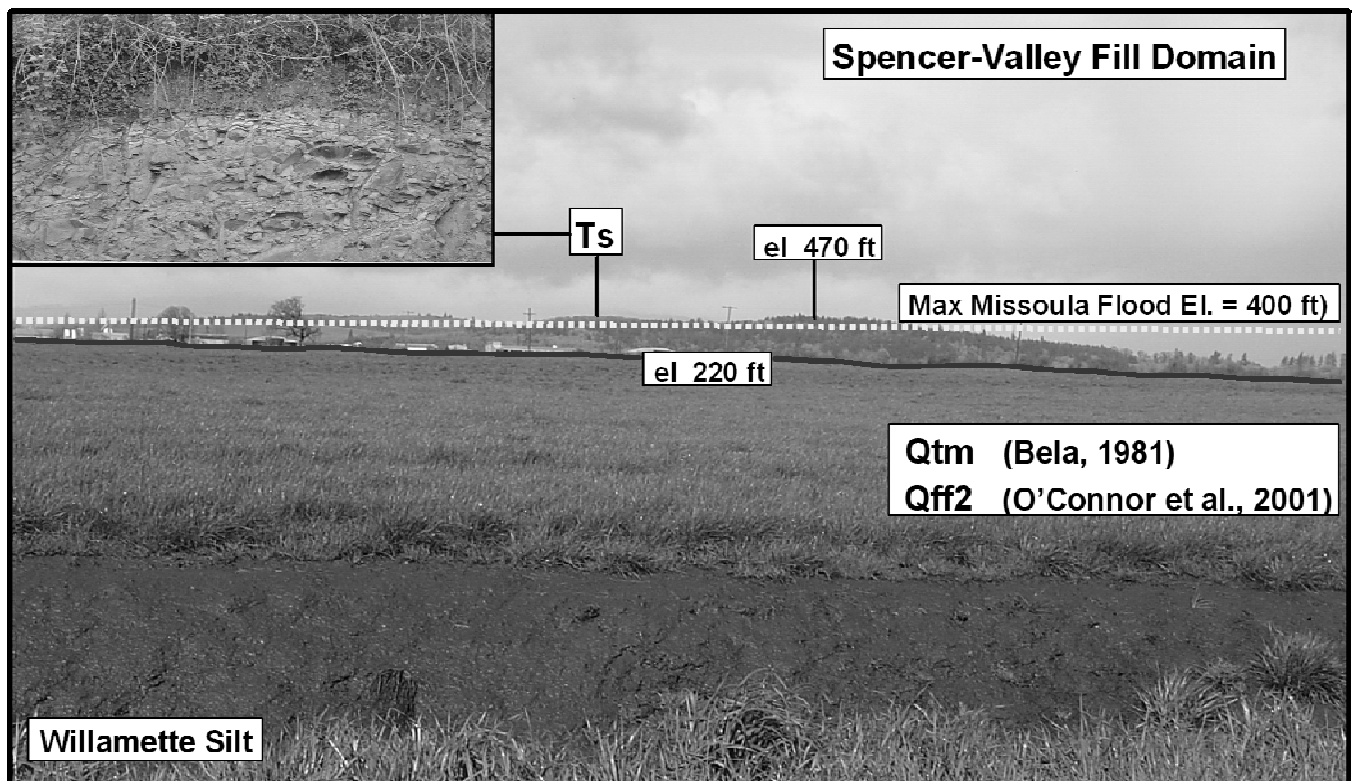 Spencer-Valley Fill Domain
Ts
el 470 ft
Max Missoula Flood El. = 400 ft)
el 220 ft
Qtm (Bela, 1981)
Qff2 (O'Connor et al., 2001)
Willamette Silt